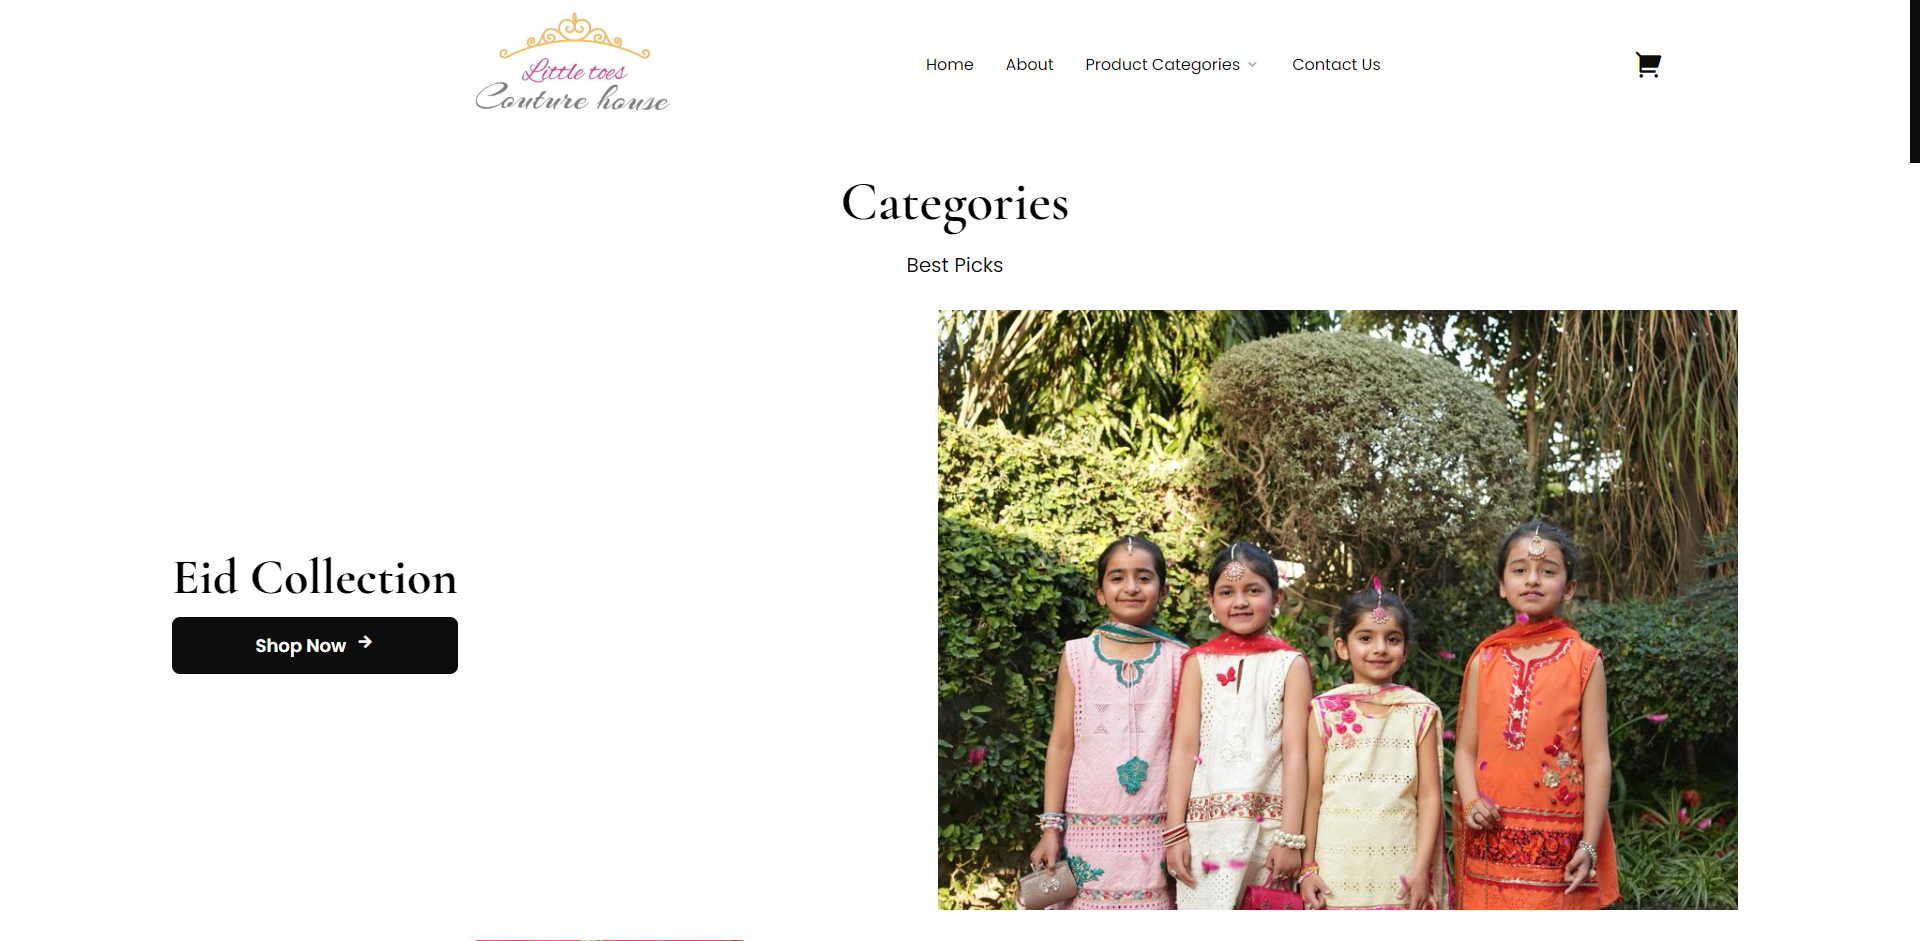 Little toes
Couture house
Home
About
Product Categories
Contact Us
Categories
Best Picks
Eid Collection
Shop Now